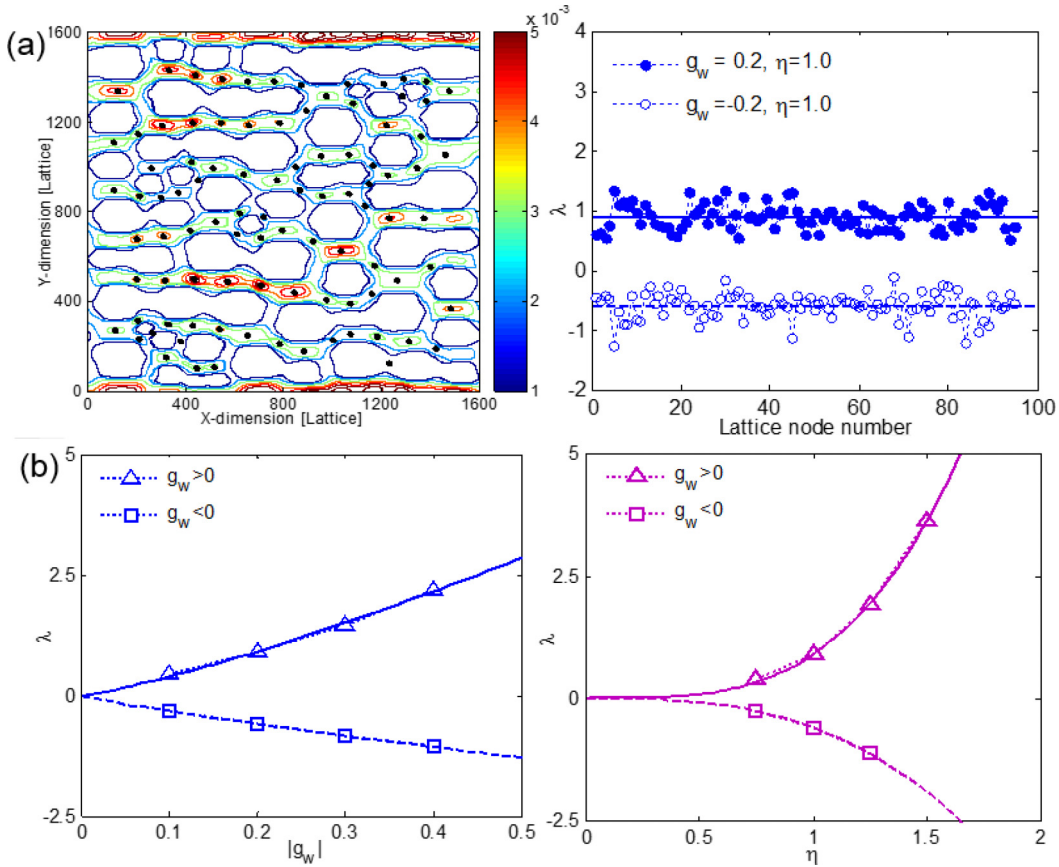 (a)
x 10⁻³
1600
1200
800
400
0
Y-dimension [Lattice]
0 400 800 1200 1600
X-dimension [Lattice]
5
4
3
2
1
4
3
2
1
0
-1
-2
λ
g_w = 0.2, η=1.0
g_w = -0.2, η=1.0
0 20 40 60 80 100
Lattice node number
(b)
5
2.5
0
-2.5
λ
g_w >0
g_w <0
0 0.1 0.2 0.3 0.4 0.5
|g_w|
5
2.5
0
-2.5
λ
g_w >0
g_w <0
0 0.5 1 1.5 2
η